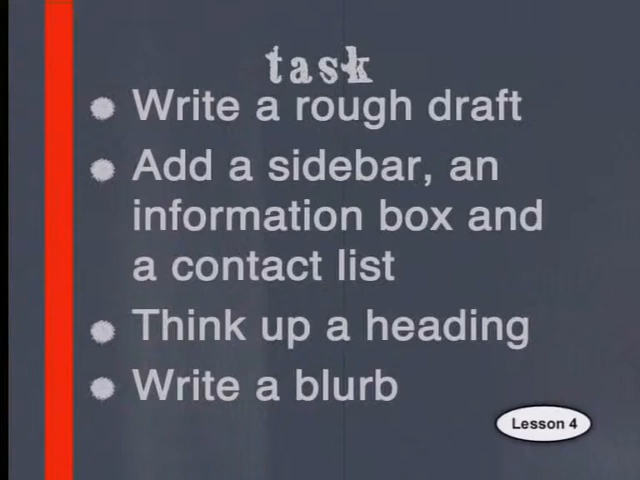 task
Write a rough draft
Add a sidebar, an
information box and
a contact list
Think up a heading
Write a blurb
Lesson 4